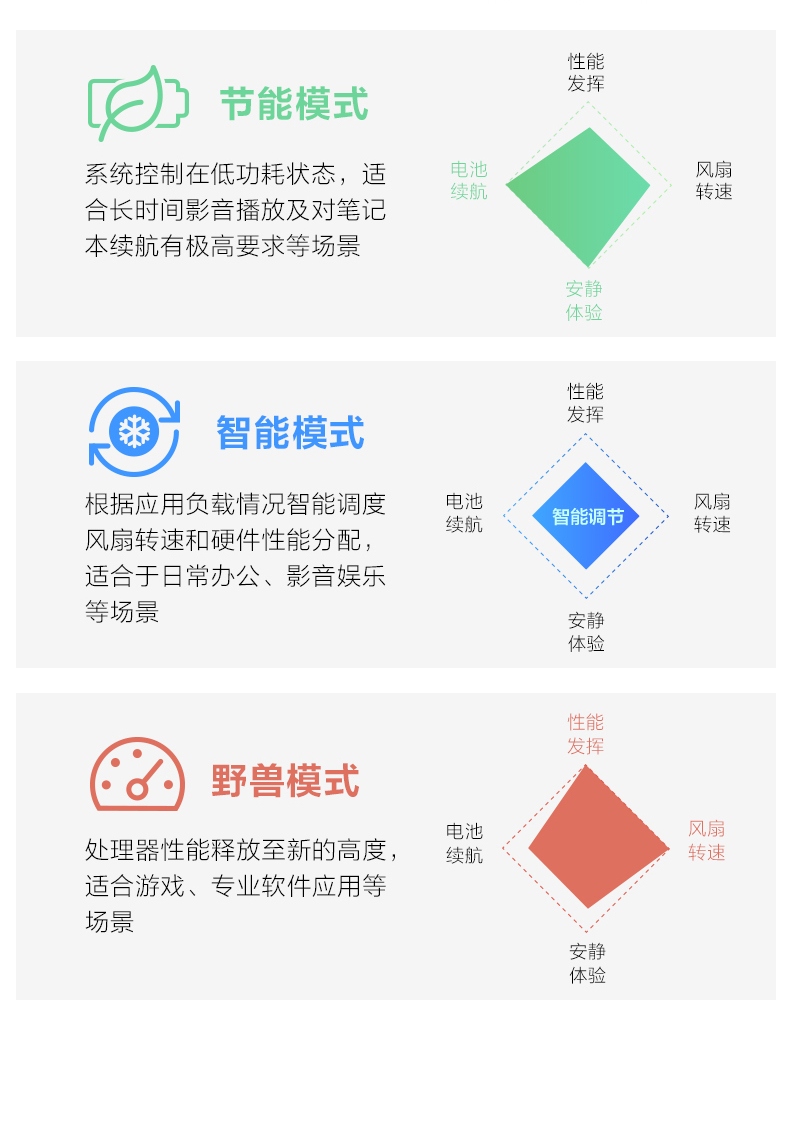 节能模式
系统控制在低功耗状态，适
合长时间影音播放及对笔记
本续航有极高要求等场景
性能
发挥
电池
续航
风扇
转速
安静
体验
智能模式
根据应用负载情况智能调度
风扇转速和硬件性能分配，
适合于日常办公、影音娱乐
等场景
性能
发挥
电池
续航
智能调节
风扇
转速
安静
体验
野兽模式
处理器性能释放至新的高度，
适合游戏、专业软件应用等
场景
性能
发挥
电池
续航
风扇
转速
安静
体验